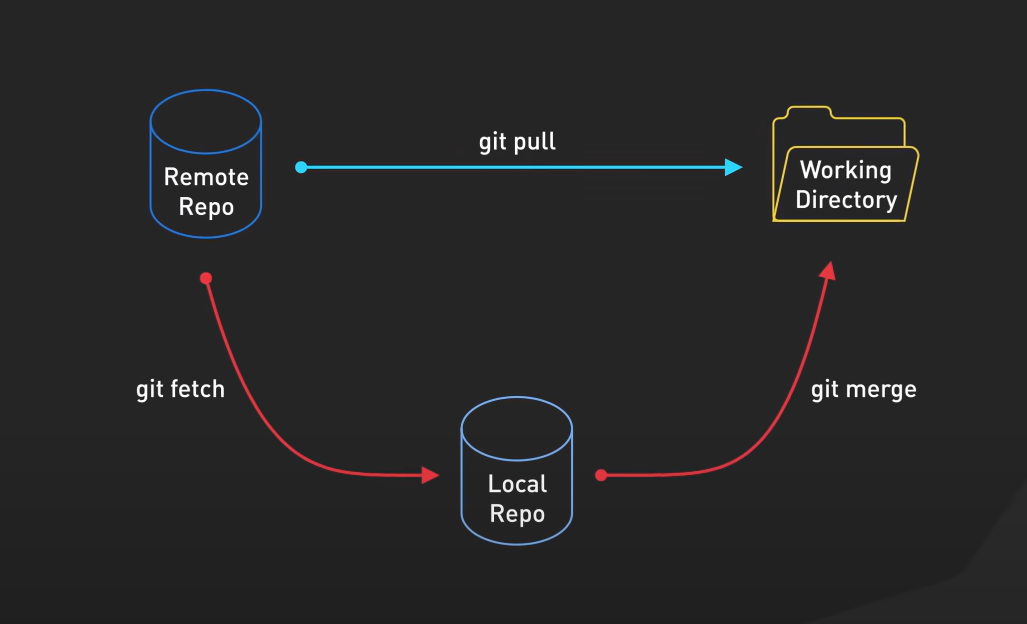 git pull
Remote
Repo
Working
Directory
git fetch
git merge
Local
Repo